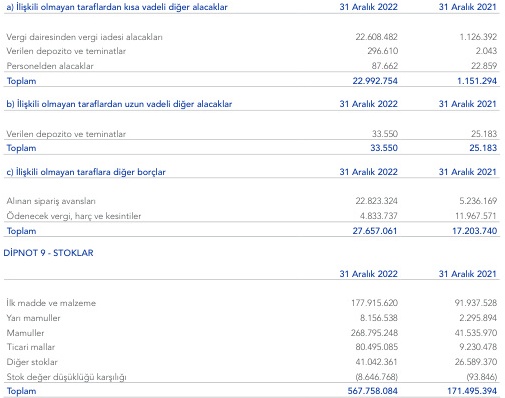 a) İlişkili olmayan taraflardan kısa vadeli diğer alacaklar 31 Aralık 2022 31 Aralık 2021
Vergi dairesinden vergi iadesi alacakları 22.608.482 1.126.392
Verilen depozito ve teminatlar 296.610 2.043
Personelden alacaklar 87.662 22.859
Toplam 22.992.754 1.151.294
b) İlişkili olmayan taraflardan uzun vadeli diğer alacaklar 31 Aralık 2022 31 Aralık 2021
Verilen depozito ve teminatlar 33.550 25.183
Toplam 33.550 25.183
c) İlişkili olmayan taraflara diğer borçlar 31 Aralık 2022 31 Aralık 2021
Alınan sipariş avansları 22.823.324 5.236.169
Ödenecek vergi, harç ve kesintiler 4.833.737 11.967.571
Toplam 27.657.061 17.203.740
DİPNOT 9 - STOKLAR
31 Aralık 2022 31 Aralık 2021
İlk madde ve malzeme 177.915.620 91.937.528
Yarı mamuller 8.156.538 2.295.894
Mamuller 268.795.248 41.535.970
Ticari mallar 80.495.085 9.230.478
Diğer stoklar 41.042.361 26.589.370
Stok değer düşüklüğü karşılığı (8.646.768) (93.846)
Toplam 567.758.084 171.495.394